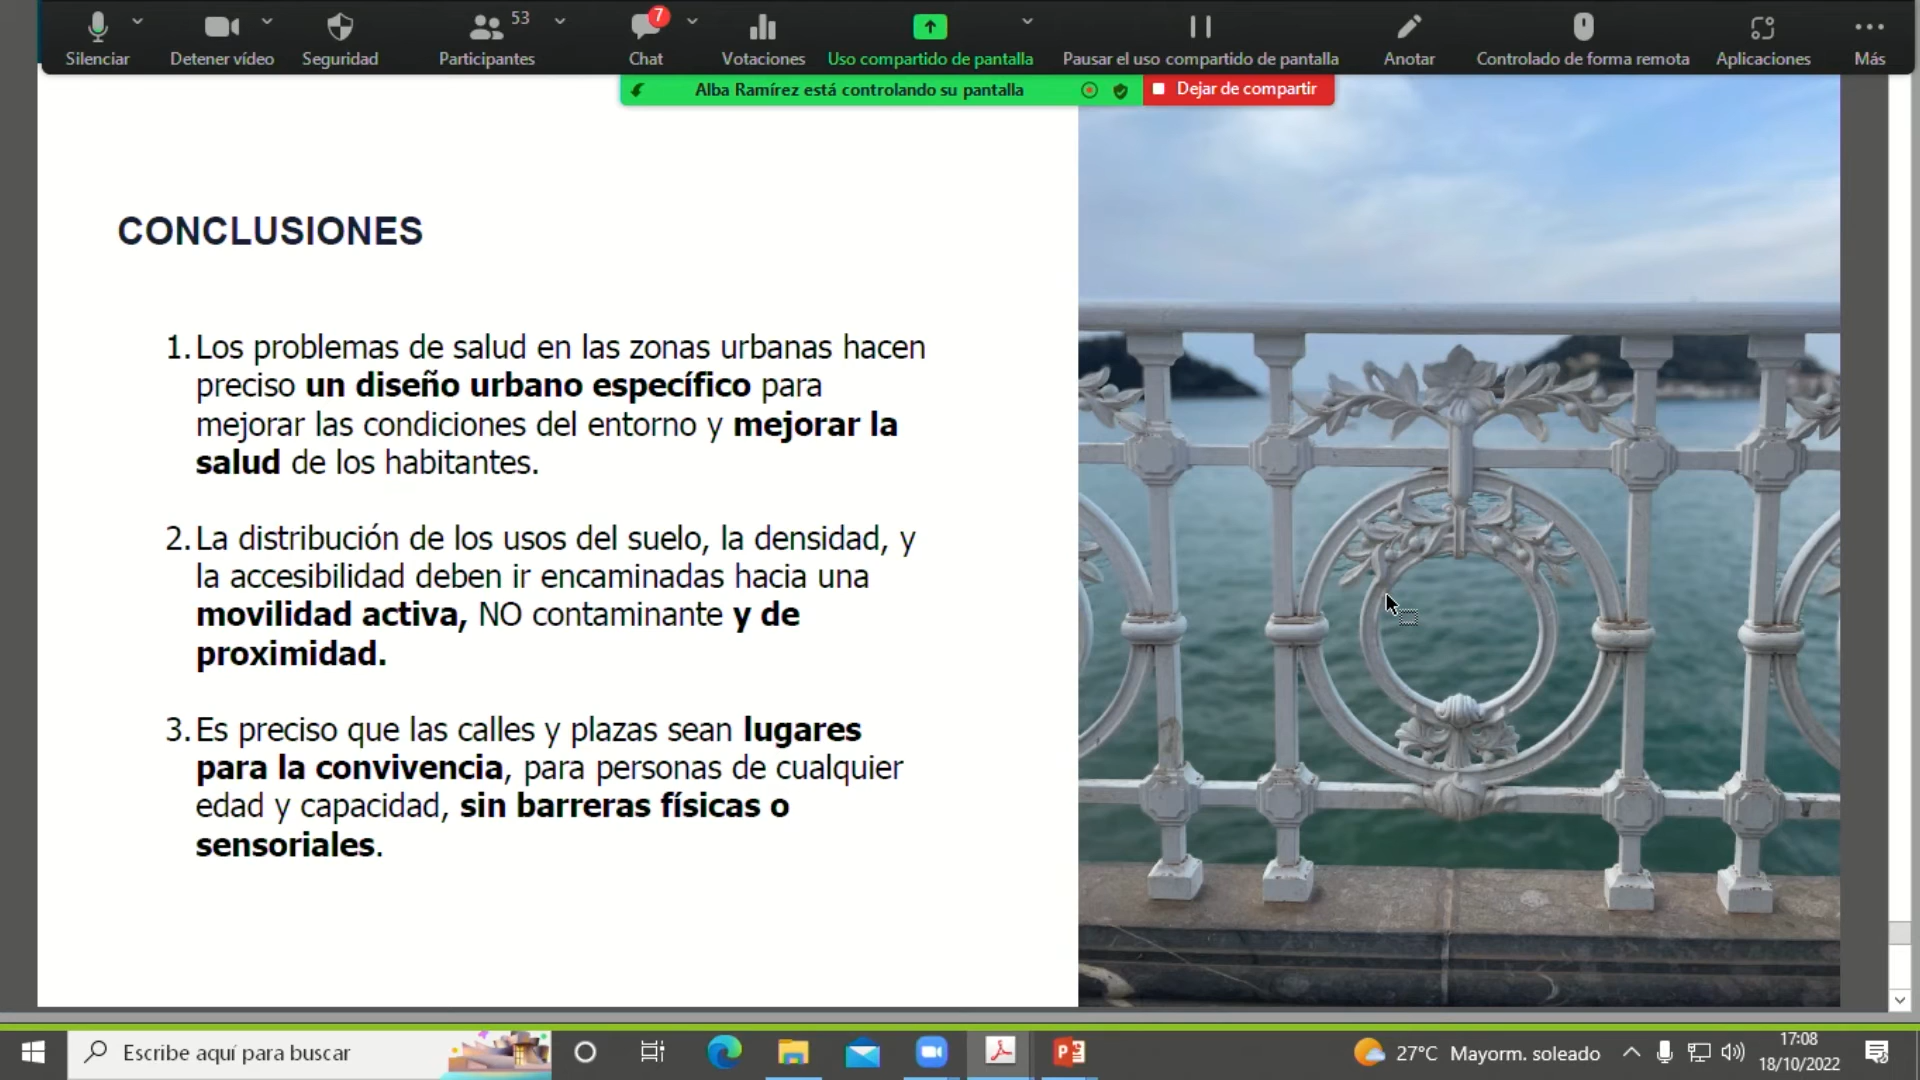 Silenciar
Detener vídeo
Seguridad
53
Participantes
7
Chat
Votaciones
Uso compartido de pantalla
Pausar el uso compartido de pantalla
Anotar
Controlado de forma remota
Aplicaciones
Más
Alba Ramírez está controlando su pantalla
Dejar de compartir
CONCLUSIONES
1. Los problemas de salud en las zonas urbanas hacen
preciso un diseño urbano específico para
mejorar las condiciones del entorno y mejorar la
salud de los habitantes.
2. La distribución de los usos del suelo, la densidad, y
la accesibilidad deben ir encaminadas hacia una
movilidad activa, NO contaminante y de
proximidad.
3. Es preciso que las calles y plazas sean lugares
para la convivencia, para personas de cualquier
edad y capacidad, sin barreras físicas o
sensoriales.
Escribe aquí para buscar
27°C Mayorm. soleado
17:08
18/10/2022